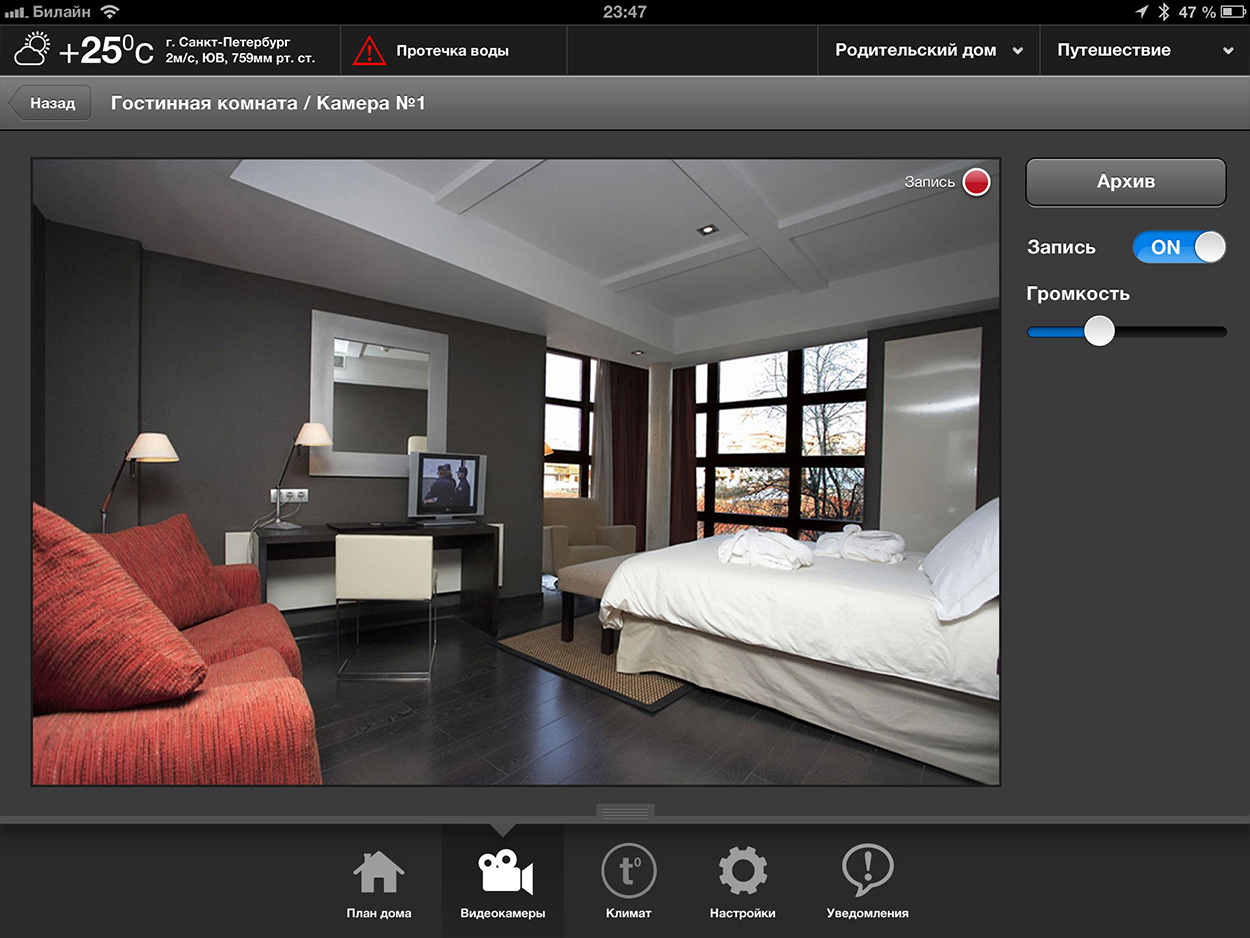 Билайн 23:47 47 %
+25⁰C г. Санкт-Петербург
2м/с, ЮВ, 759мм рт. ст.
Протечка воды
Родительский дом
Путешествие
Назад
Гостинная комната / Камера №1
Запись
Архив
Запись ON
Громкость
План дома
Видеокамеры
t⁰
Климат
Настройки
Уведомления